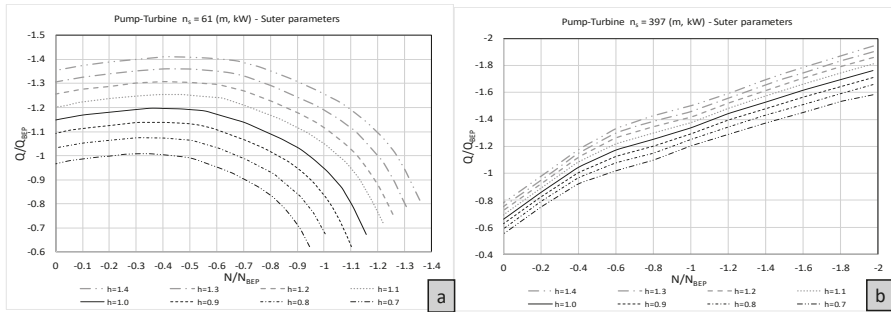 Pump-Turbine ns = 61 (m, kW) - Suter parameters
-1.5
-1.4
-1.3
-1.2
-1.1
-1
-0.9
-0.8
-0.7
-0.6
Q/QBEP
0 -0.1 -0.2 -0.3 -0.4 -0.5 -0.6 -0.7 -0.8 -0.9 -1 -1.1 -1.2 -1.3 -1.4
N/NBEP
h=1.4 h=1.3 h=1.2 h=1.1
h=1.0 h=0.9 h=0.8 h=0.7
a
Pump-Turbine ns = 397 (m, kW) - Suter parameters
-2
-1.8
-1.6
-1.4
-1.2
-1
-0.8
-0.6
-0.4
Q/QBEP
0 -0.2 -0.4 -0.6 -0.8 -1 -1.2 -1.4 -1.6 -1.8 -2
N/NBEP
h=1.4 h=1.3 h=1.2 h=1.1
h=1.0 h=0.9 h=0.8 h=0.7
b